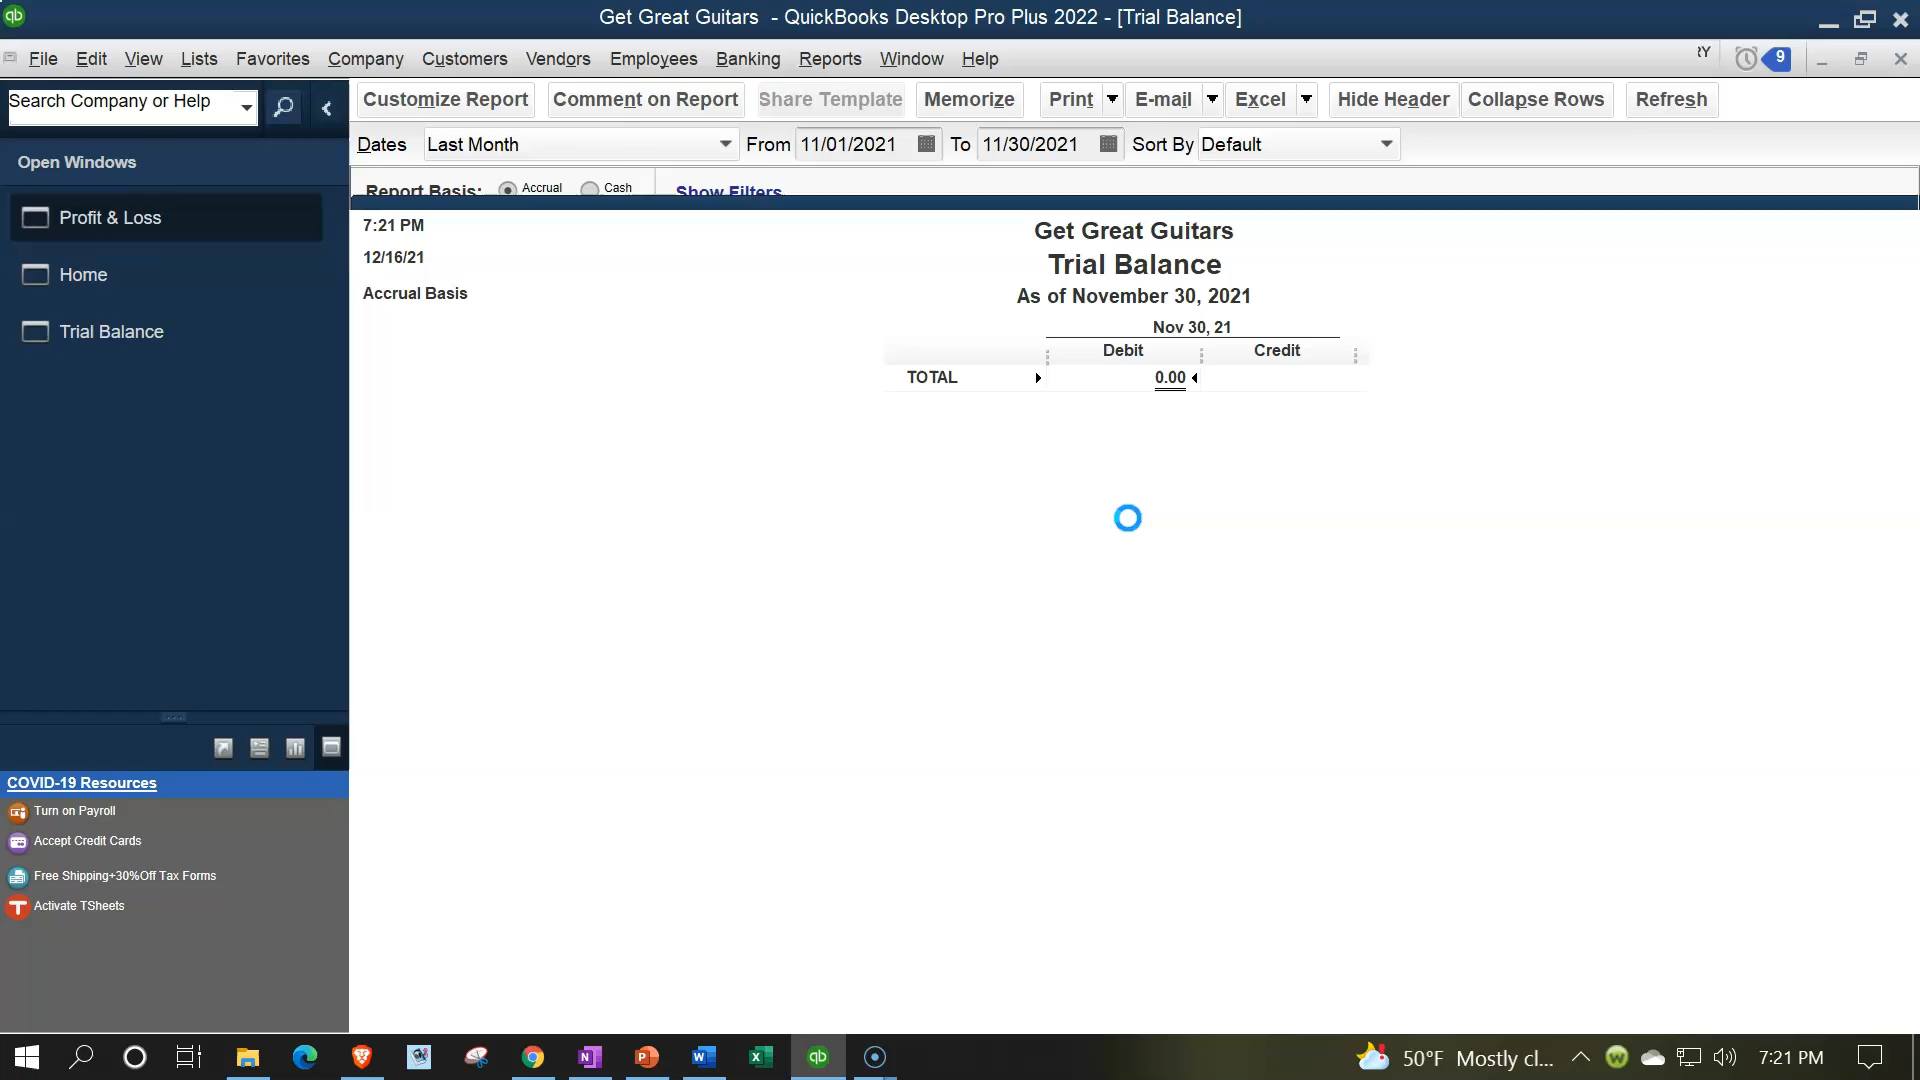 qb
Get Great Guitars - QuickBooks Desktop Pro Plus 2022 - [Trial Balance]
File Edit View Lists Favorites Company Customers Vendors Employees Banking Reports Window Help
9
Search Company or Help
Customize Report Comment on Report Share Template Memorize Print E-mail Excel Hide Header Collapse Rows Refresh
Dates Last Month From 11/01/2021 To 11/30/2021 Sort By Default
Report Basis: Accrual Cash Show Filters
Open Windows
Profit & Loss
Home
Trial Balance
7:21 PM
12/16/21
Accrual Basis
Get Great Guitars
Trial Balance
As of November 30, 2021
Nov 30, 21
Debit Credit
TOTAL 0.00
COVID-19 Resources
Turn on Payroll
Accept Credit Cards
Free Shipping+30%Off Tax Forms
Activate TSheets
50°F Mostly cl... 7:21 PM